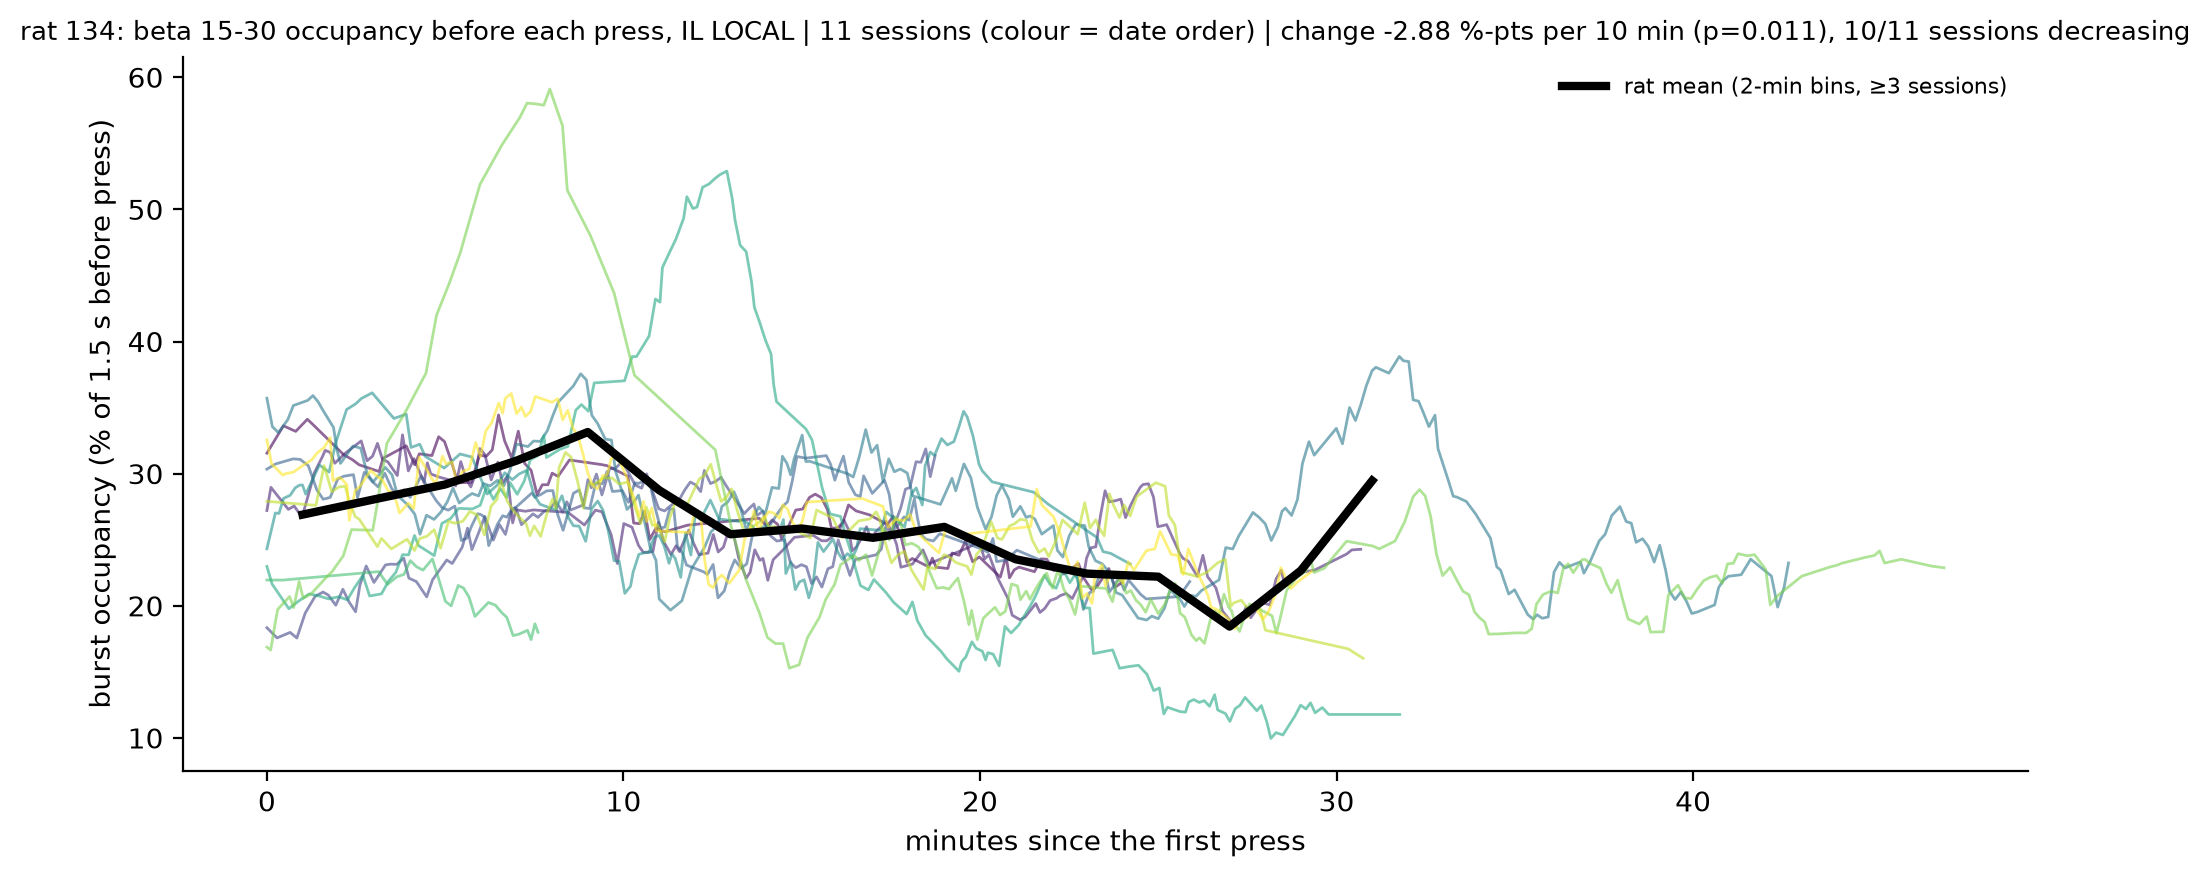 rat 134: beta 15-30 occupancy before each press, IL LOCAL | 11 sessions (colour = date order) | change -2.88 %-pts per 10 min (p=0.011), 10/11 sessions decreasing
rat mean (2-min bins, ≥3 sessions)
burst occupancy (% of 1.5 s before press)
60
50
40
30
20
10
0
10
20
30
40
minutes since the first press